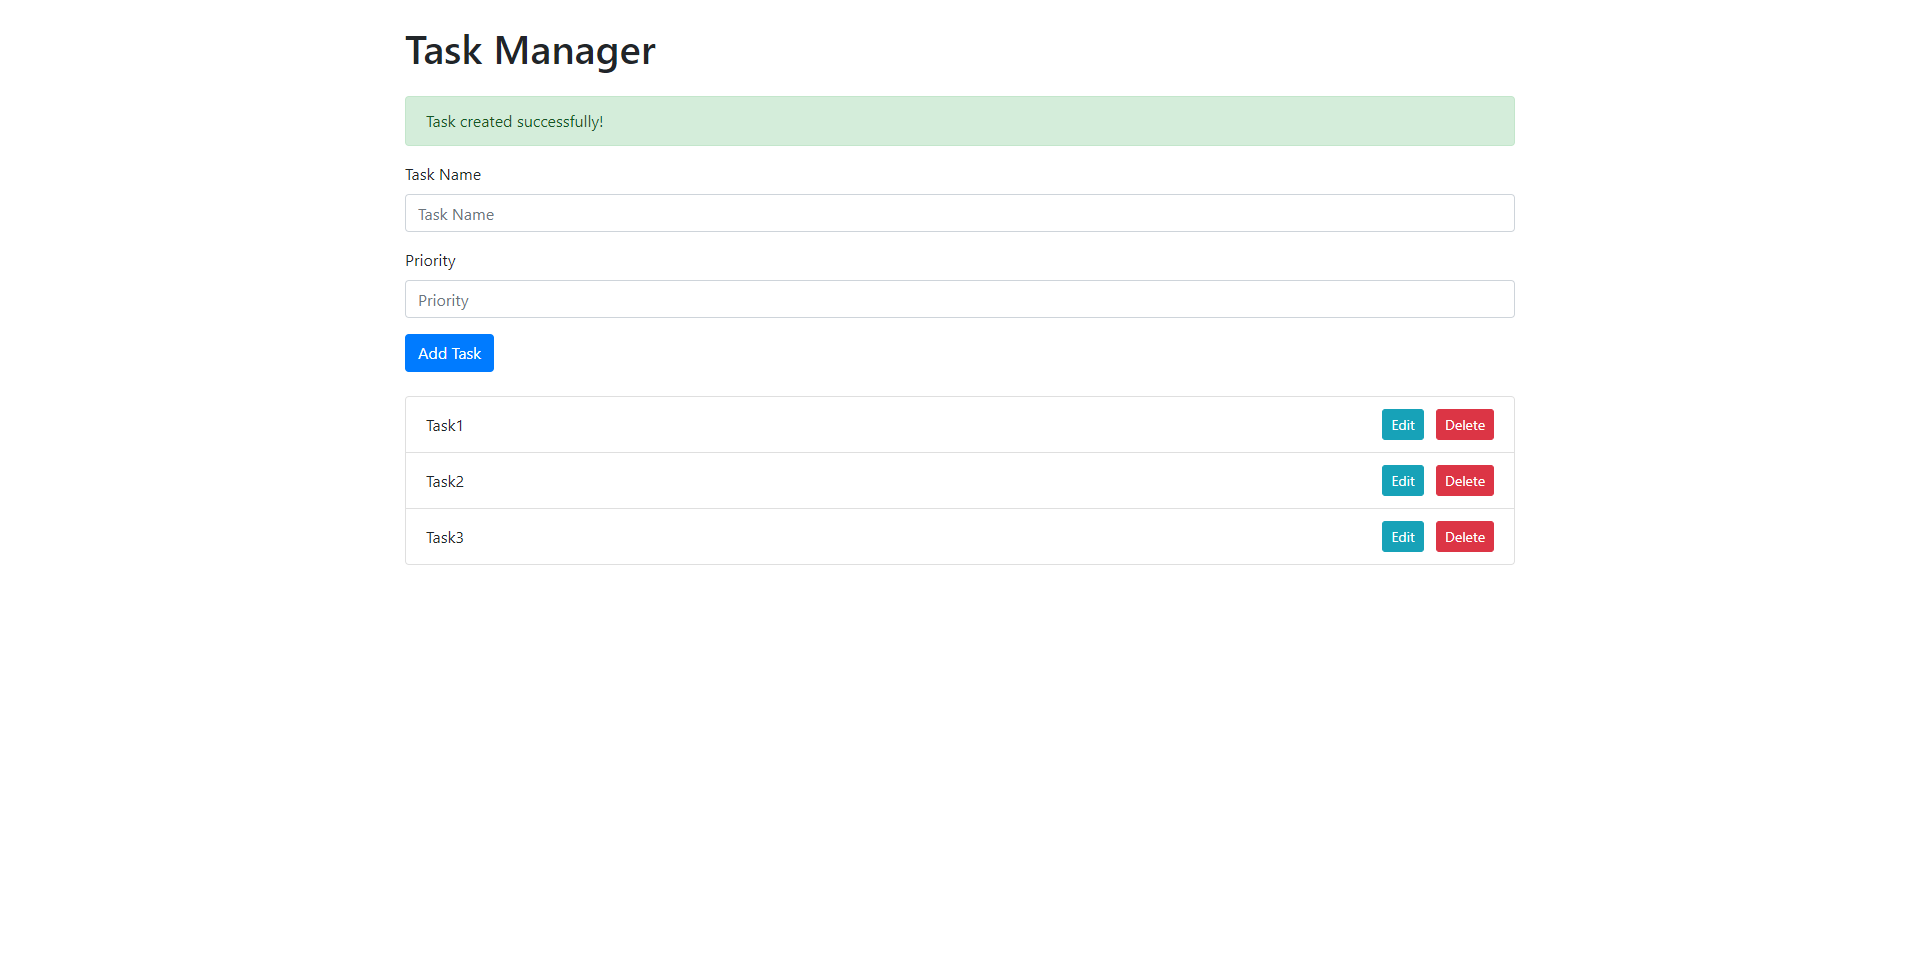 Task Manager
Task created successfully!
Task Name
Task Name
Priority
Priority
Add Task
Task1 Edit Delete
Task2 Edit Delete
Task3 Edit Delete